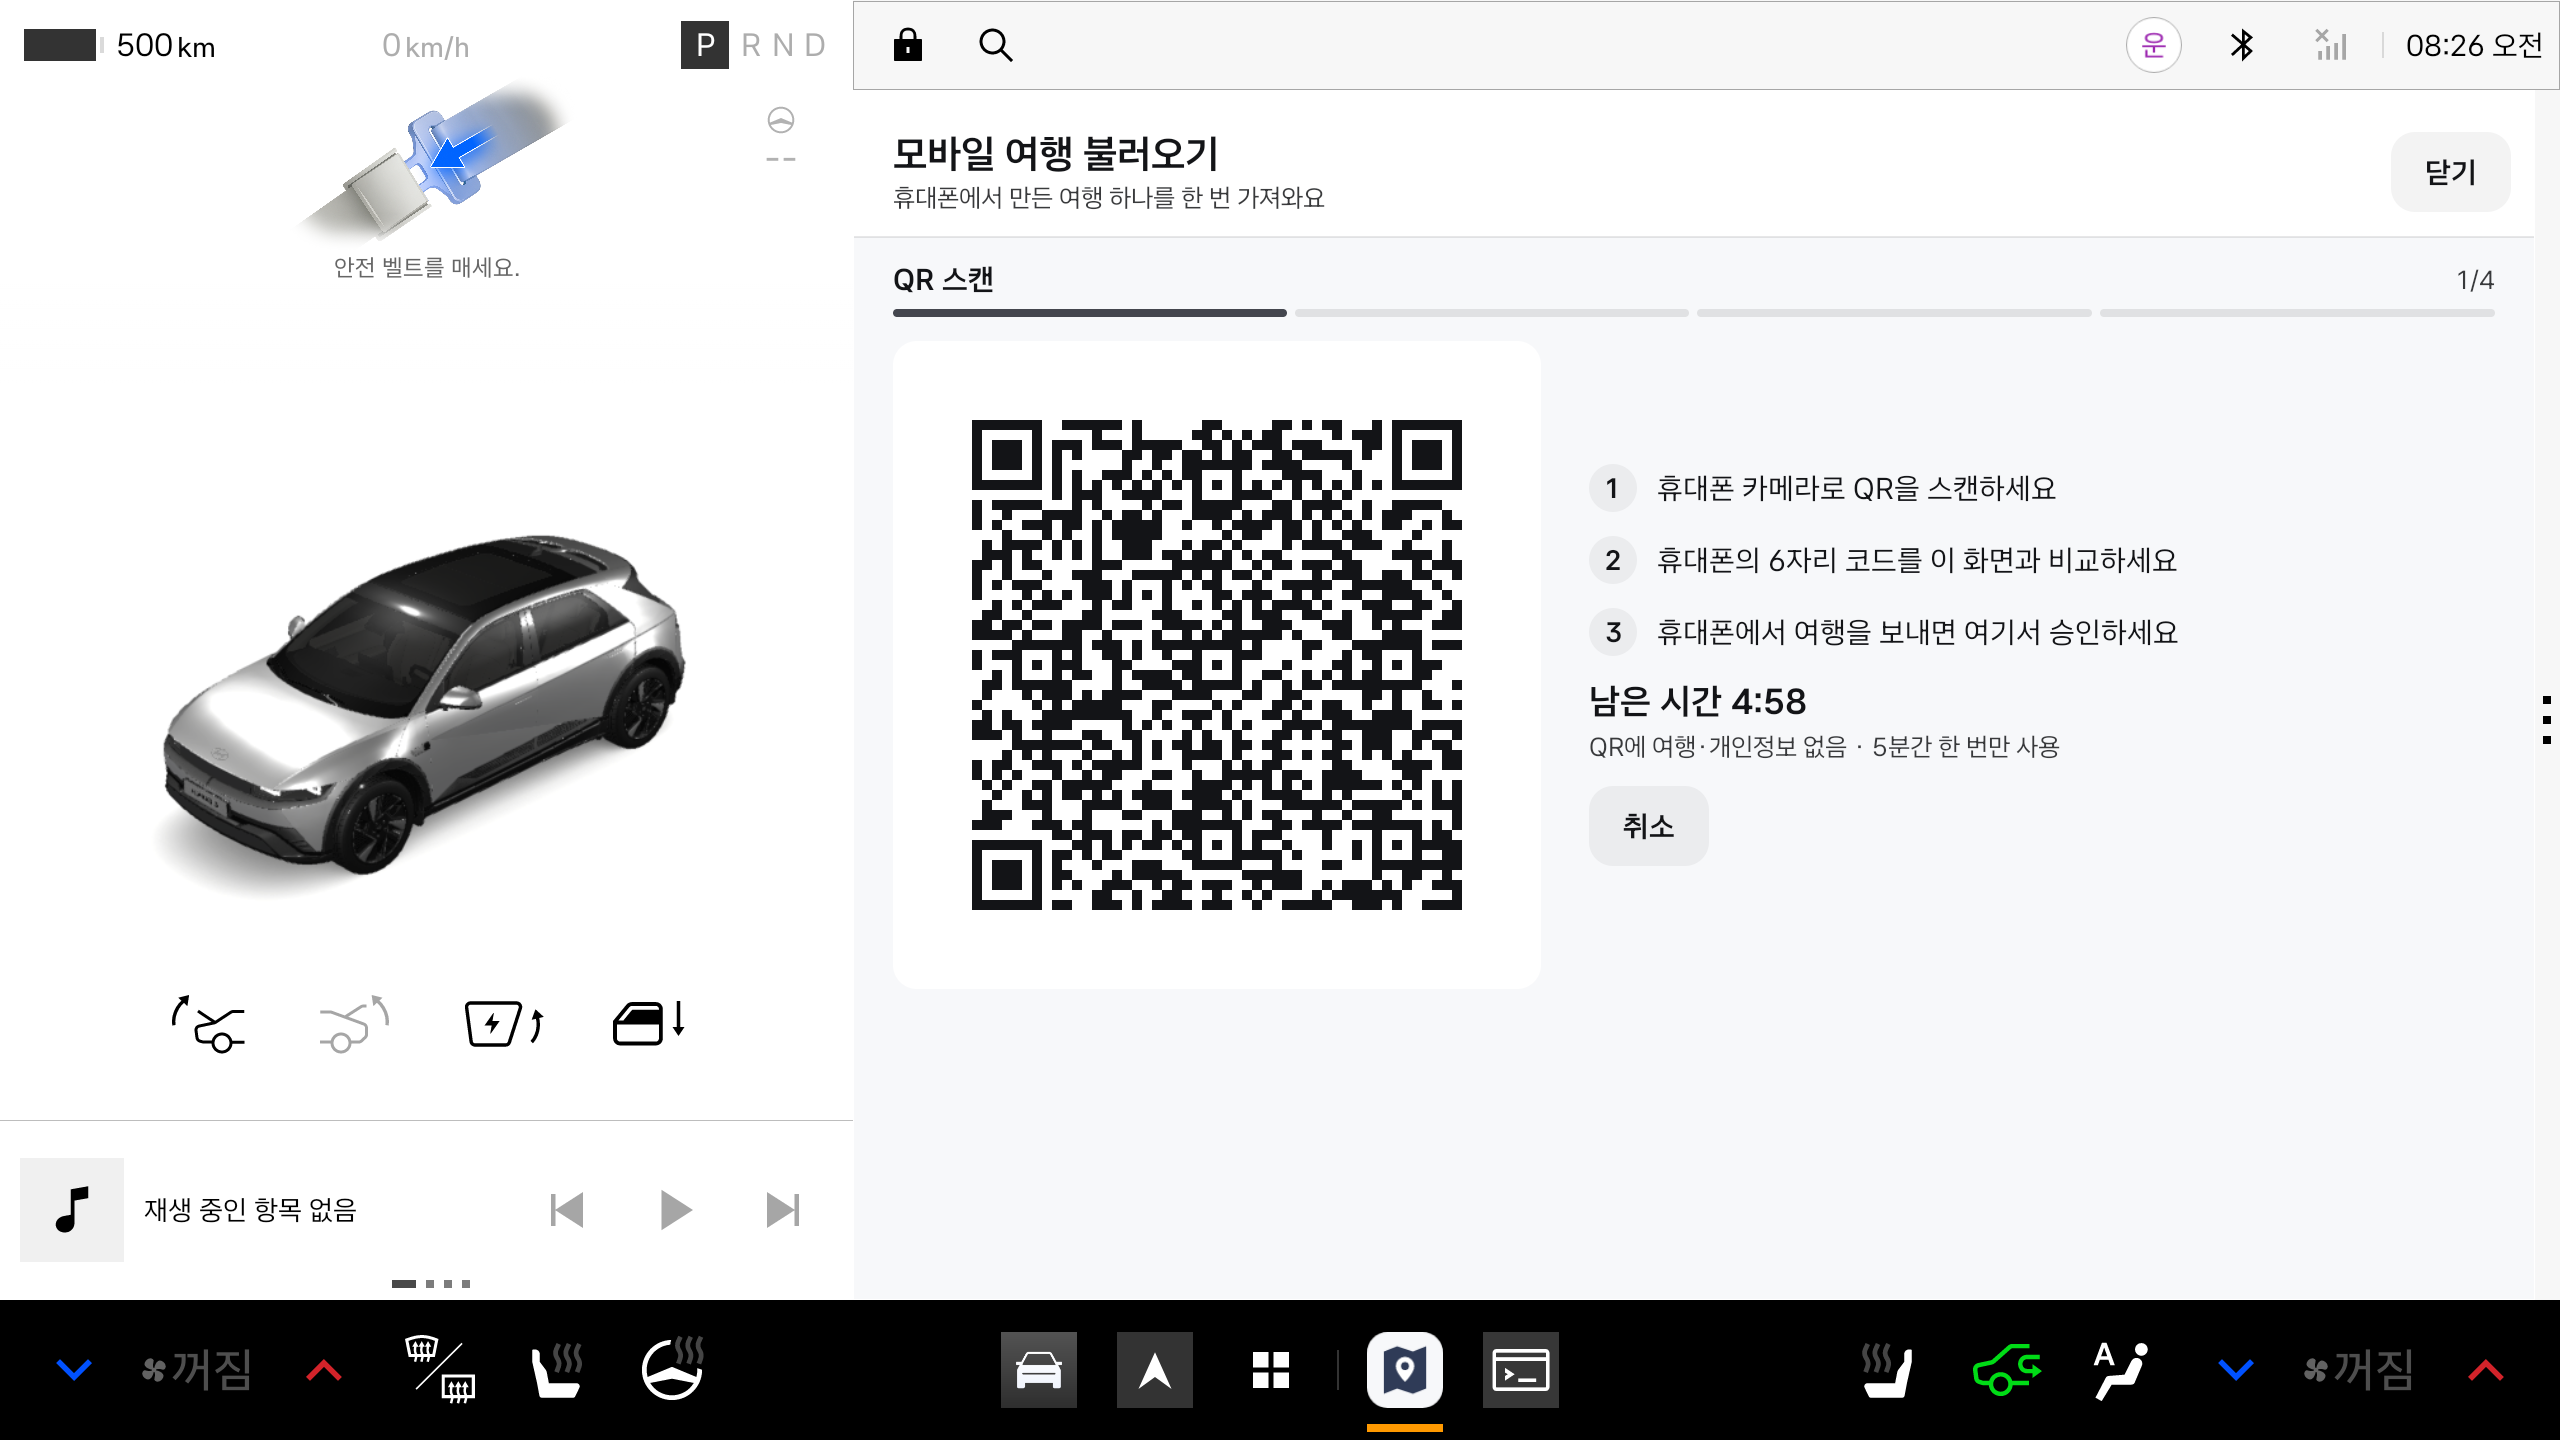 500 km
0 km/h
P R N D
운
08:26 오전
안전 벨트를 매세요.
모바일 여행 불러오기
휴대폰에서 만든 여행 하나를 한 번 가져와요
닫기
QR 스캔
1/4
1 휴대폰 카메라로 QR을 스캔하세요
2 휴대폰의 6자리 코드를 이 화면과 비교하세요
3 휴대폰에서 여행을 보내면 여기서 승인하세요
남은 시간 4:58
QR에 여행·개인정보 없음 · 5분간 한 번만 사용
취소
재생 중인 항목 없음
꺼짐
A
꺼짐